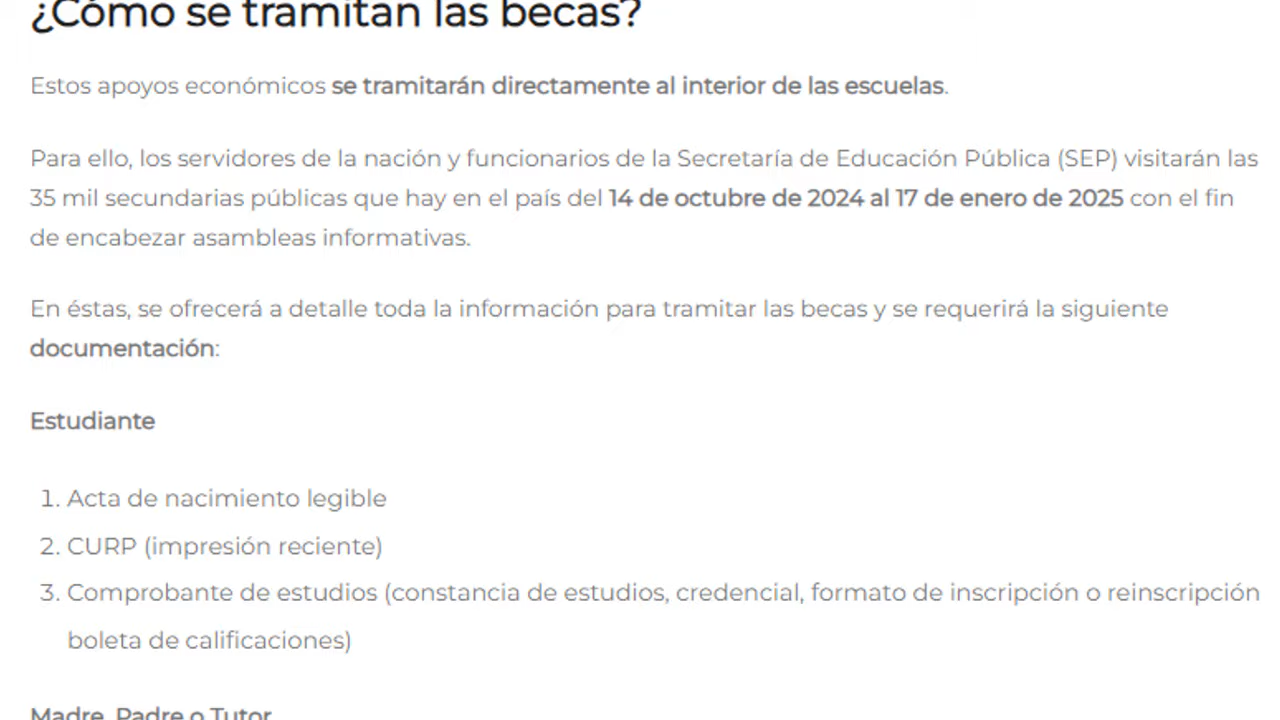 ¿Cómo se tramitan las becas?
Estos apoyos económicos se tramitarán directamente al interior de las escuelas.
Para ello, los servidores de la nación y funcionarios de la Secretaría de Educación Pública (SEP) visitarán las
35 mil secundarias públicas que hay en el país del 14 de octubre de 2024 al 17 de enero de 2025 con el fin
de encabezar asambleas informativas.
En éstas, se ofrecerá a detalle toda la información para tramitar las becas y se requerirá la siguiente
documentación:
Estudiante
1. Acta de nacimiento legible
2. CURP (impresión reciente)
3. Comprobante de estudios (constancia de estudios, credencial, formato de inscripción o reinscripción
boleta de calificaciones)
Madre, Padre o Tutor